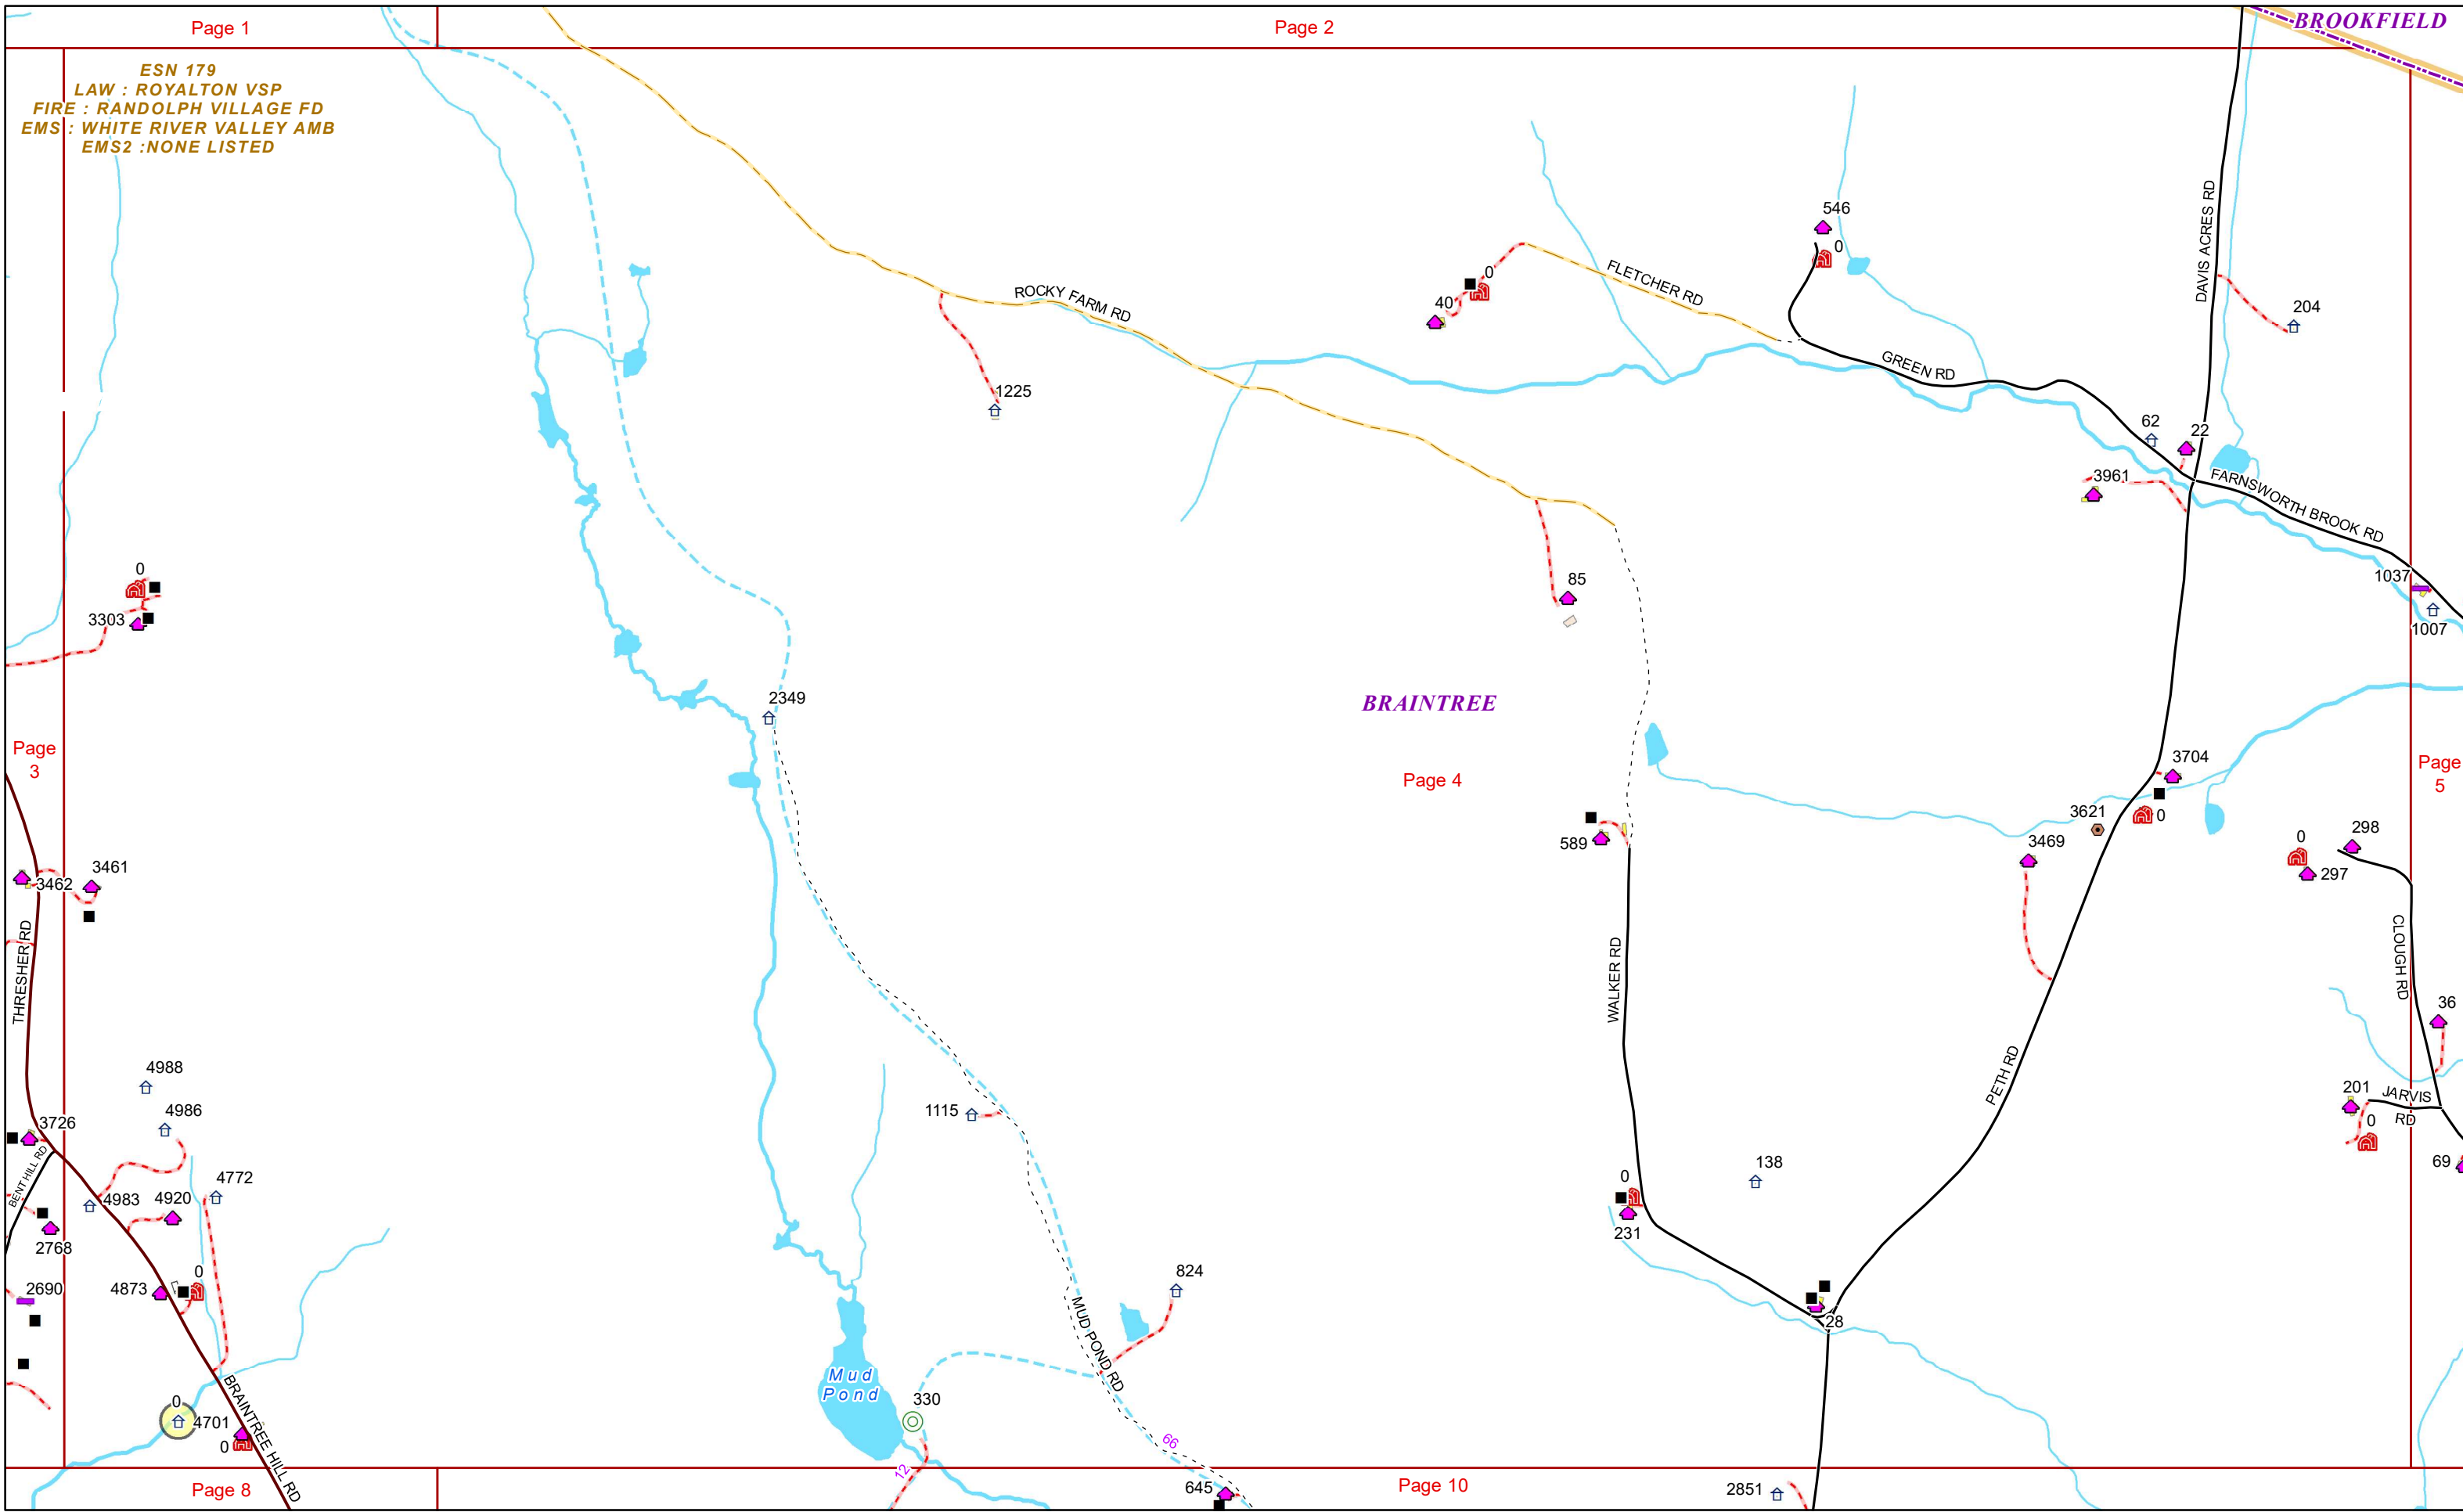 Page 1
Page 2
BROOKFIELD
ESN 179
LAW : ROYALTON VSP
FIRE : RANDOLPH VILLAGE FD
EMS : WHITE RIVER VALLEY AMB
EMS2 :NONE LISTED
546
0
DAVIS ACRES RD
FLETCHER RD
0
40
ROCKY FARM RD
204
GREEN RD
1225
62
22
3961
FARNSWORTH BROOK RD
0
3303
85
1037
1007
2349
BRAINTREE
Page
3
Page 4
3704
Page
5
3621
0
589
3469
0
298
297
3461
3462
THRESHER RD
WALKER RD
CLOUGH RD
36
4988
PETH RD
4986
1115
201
JARVIS
RD
0
3726
BENT HILL RD
138
69
4772
4983
4920
0
231
2768
824
0
4873
2690
28
MUD POND RD
Mud
Pond
330
0
4701
0
BRAINTREE HILL RD
66
12
Page 8
645
Page 10
2851